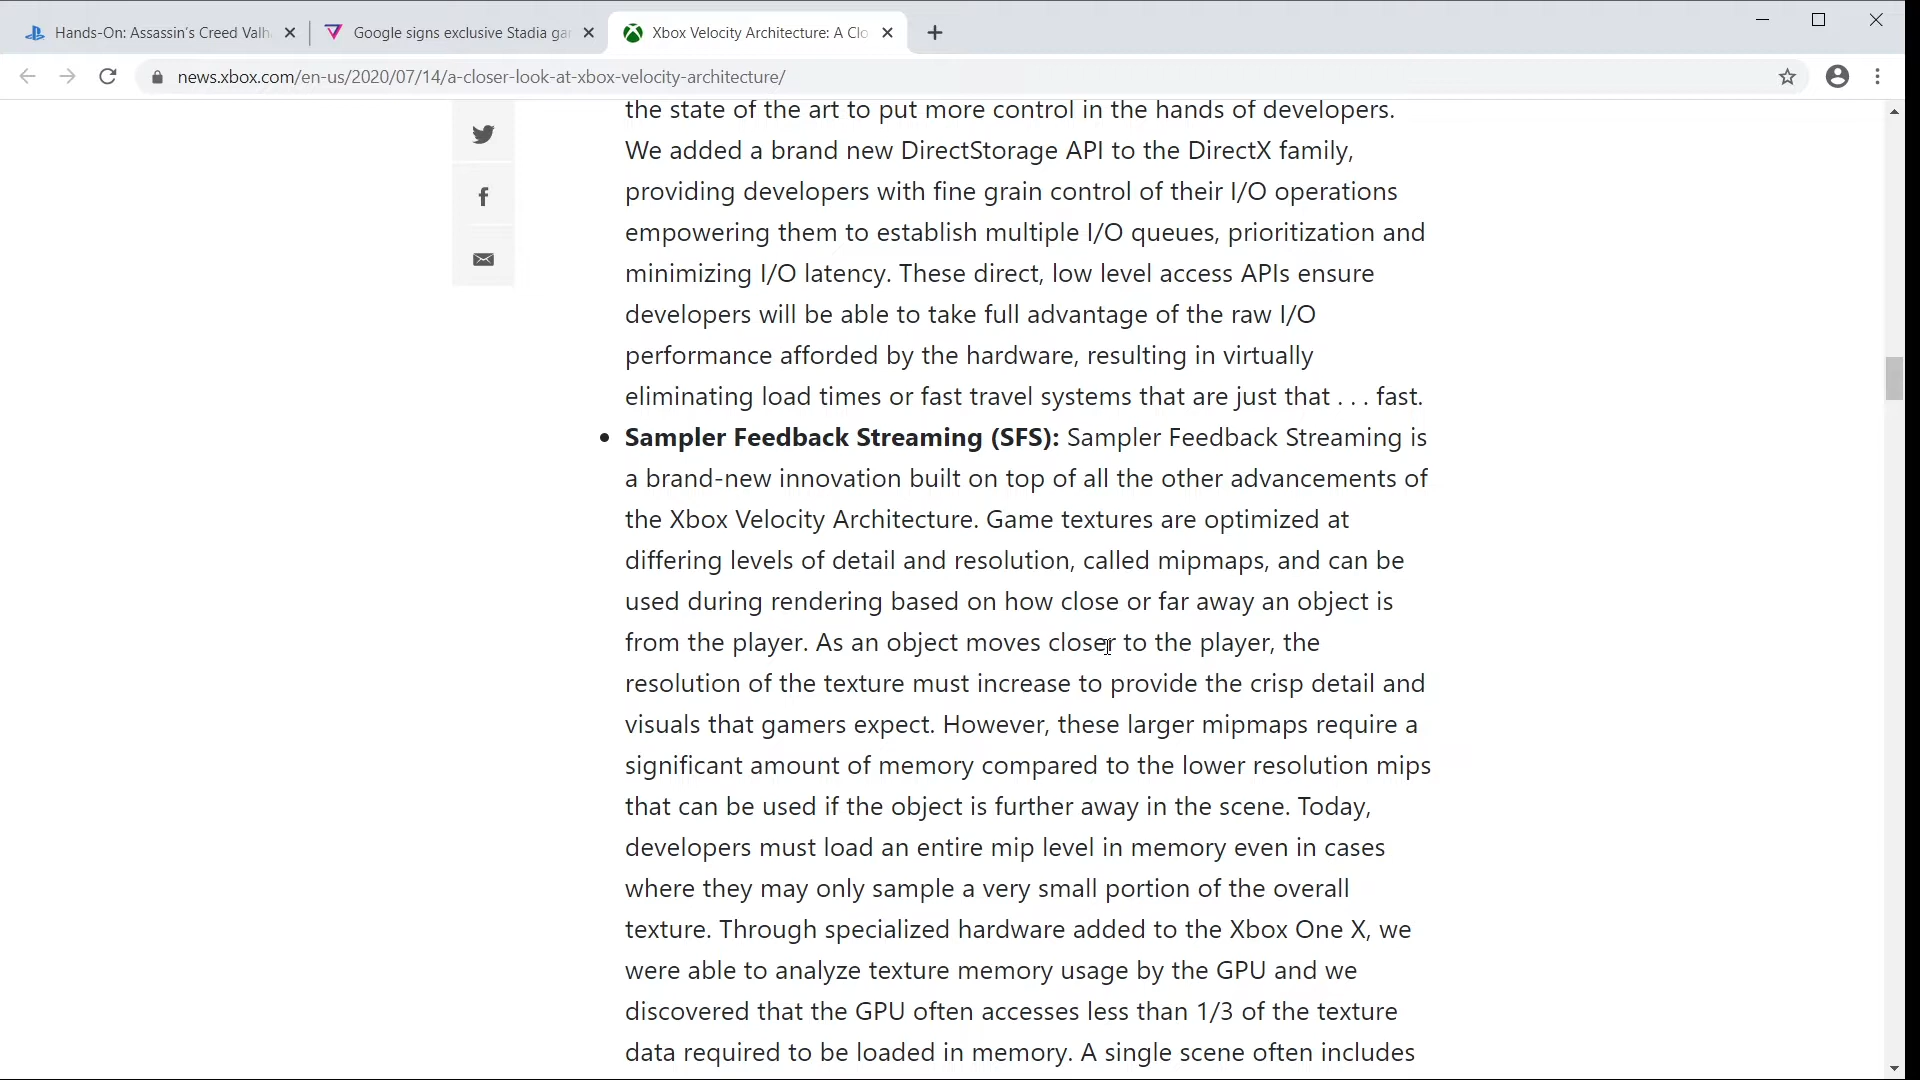 Hands-On: Assassin's Creed Valh
Google signs exclusive Stadia ga
Xbox Velocity Architecture: A Clo
news.xbox.com/en-us/2020/07/14/a-closer-look-at-xbox-velocity-architecture/
the state of the art to put more control in the hands of developers.
We added a brand new DirectStorage API to the DirectX family,
providing developers with fine grain control of their I/O operations
empowering them to establish multiple I/O queues, prioritization and
minimizing I/O latency. These direct, low level access APIs ensure
developers will be able to take full advantage of the raw I/O
performance afforded by the hardware, resulting in virtually
eliminating load times or fast travel systems that are just that . . . fast.
• Sampler Feedback Streaming (SFS): Sampler Feedback Streaming is
a brand-new innovation built on top of all the other advancements of
the Xbox Velocity Architecture. Game textures are optimized at
differing levels of detail and resolution, called mipmaps, and can be
used during rendering based on how close or far away an object is
from the player. As an object moves closer to the player, the
resolution of the texture must increase to provide the crisp detail and
visuals that gamers expect. However, these larger mipmaps require a
significant amount of memory compared to the lower resolution mips
that can be used if the object is further away in the scene. Today,
developers must load an entire mip level in memory even in cases
where they may only sample a very small portion of the overall
texture. Through specialized hardware added to the Xbox One X, we
were able to analyze texture memory usage by the GPU and we
discovered that the GPU often accesses less than 1/3 of the texture
data required to be loaded in memory. A single scene often includes